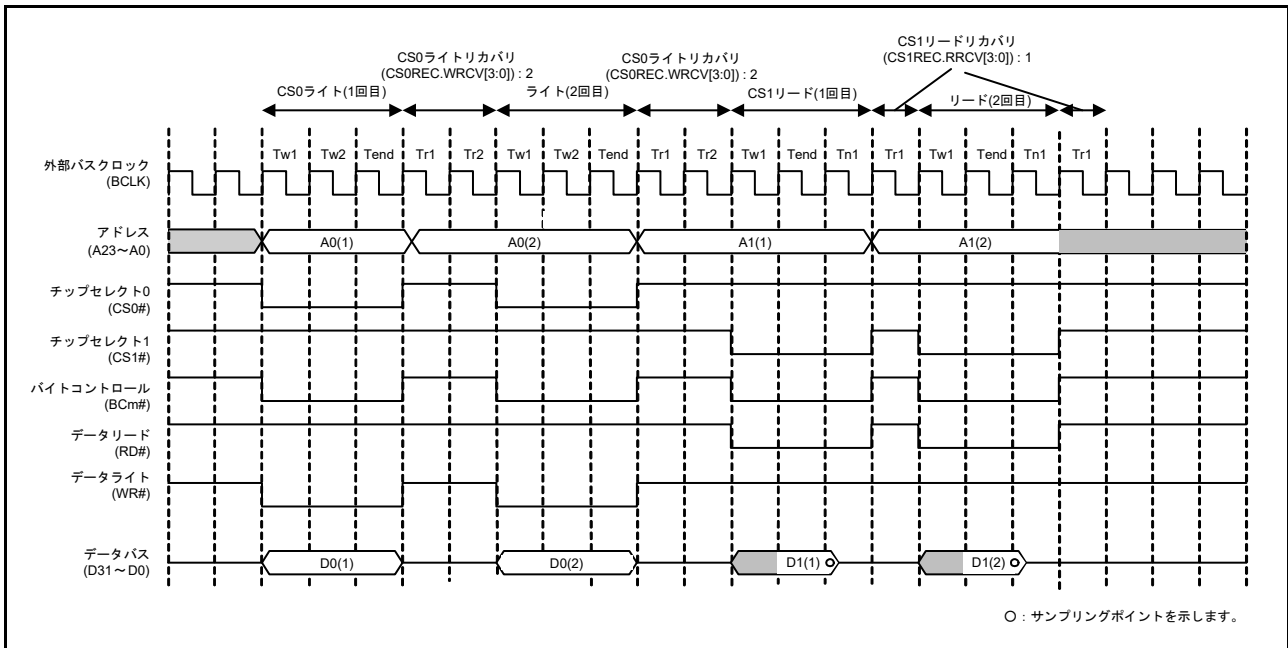 CS0ライトリカバリ
(CS0REC.WRCV[3:0]) : 2
CS0ライトリカバリ
(CS0REC.WRCV[3:0]) : 2
CS1リードリカバリ
(CS1REC.RRCV[3:0]) : 1
CS0ライト(1回目)
ライト(2回目)
CS1リード(1回目)
リード(2回目)
Tw1 Tw2 Tend Tr1 Tr2 Tw1 Tw2 Tend Tr1 Tr2 Tw1 Tend Tn1 Tr1 Tw1 Tend Tn1 Tr1
外部バスクロック
(BCLK)
アドレス
(A23～A0)
A0(1) A0(2) A1(1) A1(2)
チップセレクト0
(CS0#)
チップセレクト1
(CS1#)
バイトコントロール
(BCm#)
データリード
(RD#)
データライト
(WR#)
データバス
(D31～D0)
D0(1) D0(2) D1(1) D1(2)
○ : サンプリングポイントを示します。